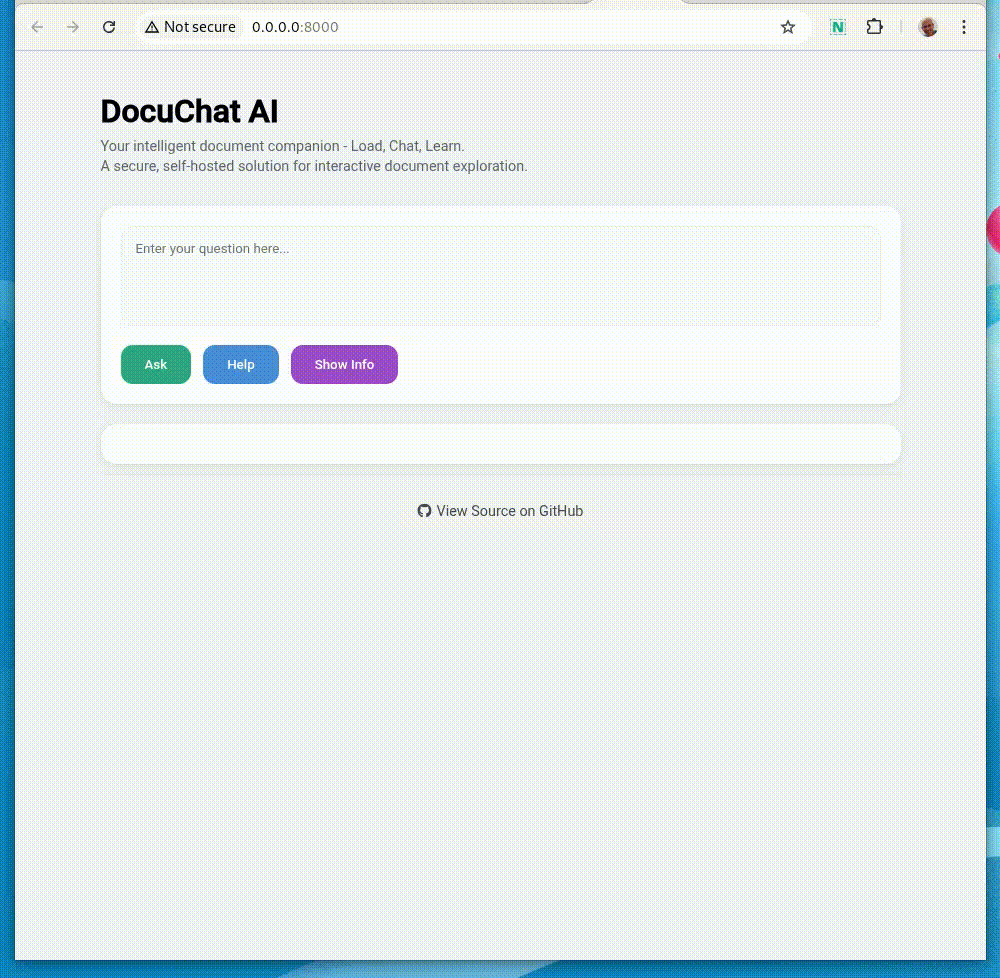 Not secure 0.0.0.0:8000
DocuChat AI
Your intelligent document companion - Load, Chat, Learn.
A secure, self-hosted solution for interactive document exploration.
Enter your question here...
Ask Help Show Info
View Source on GitHub